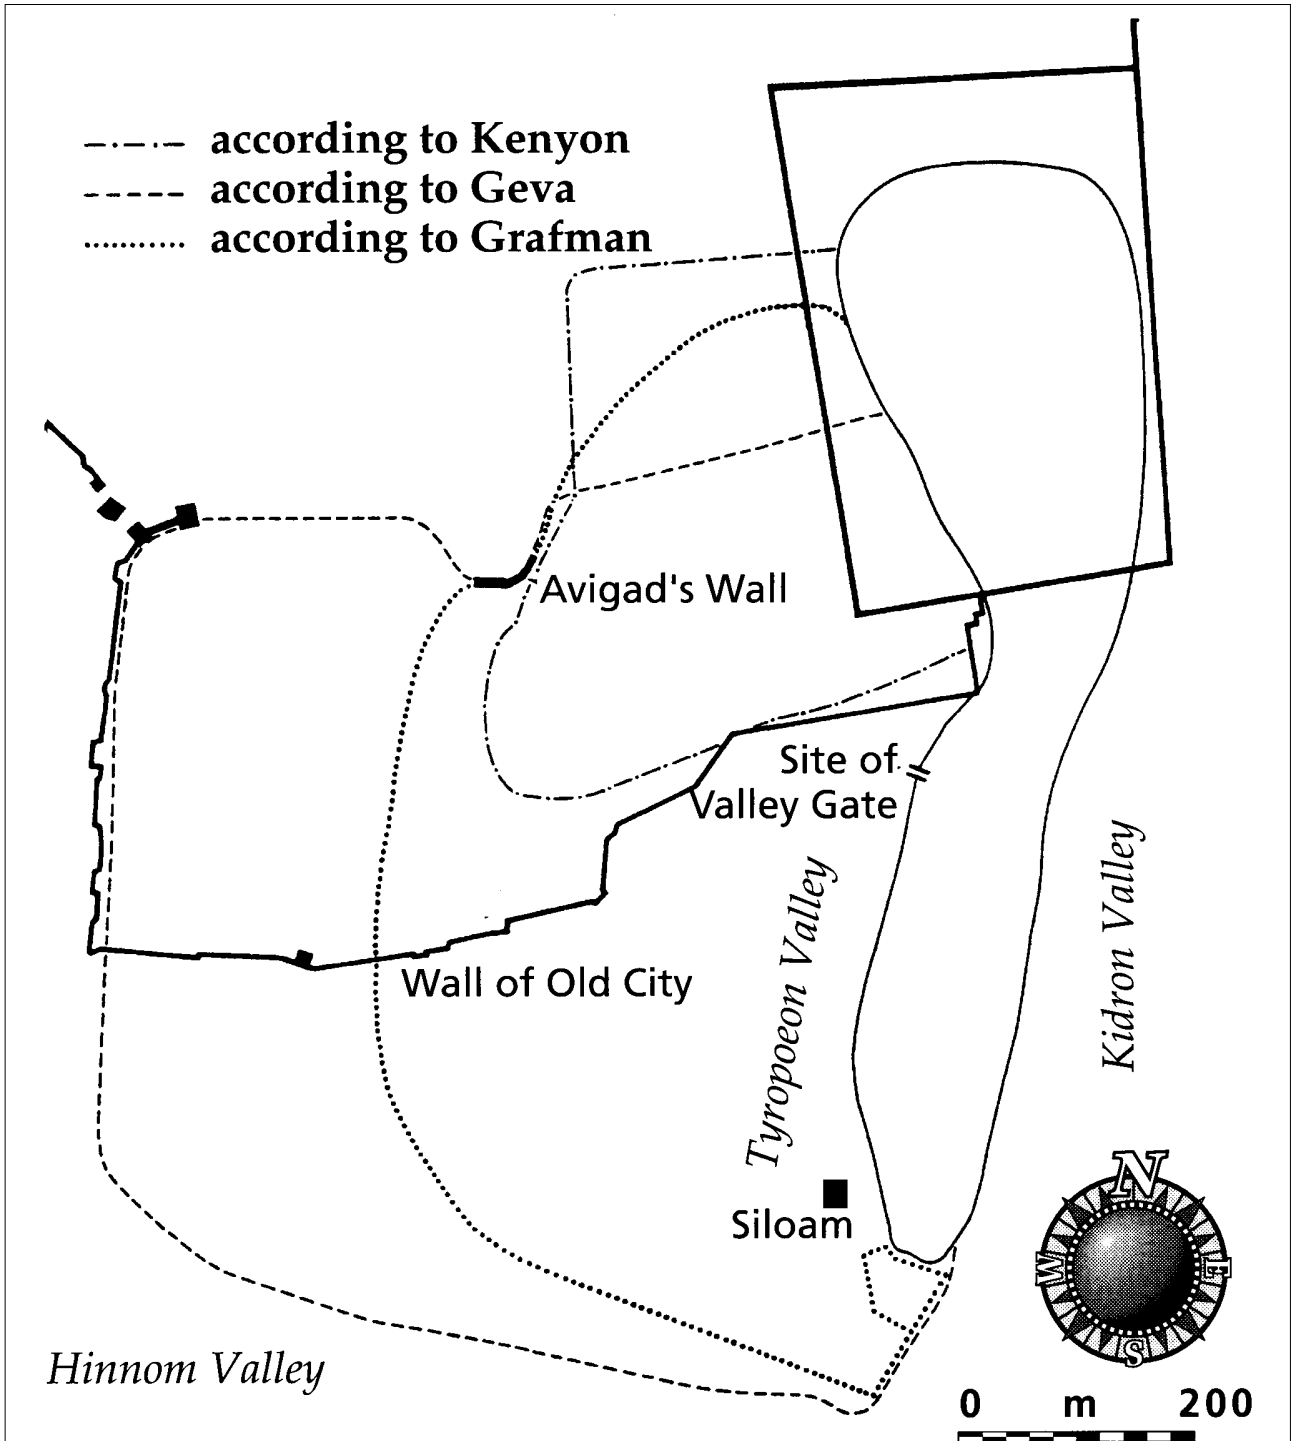 according to Kenyon
according to Geva
according to Grafman
Avigad's Wall
Site of
Valley Gate
Wall of Old City
Tyropoeon Valley
Kidron Valley
Siloam
Hinnom Valley
N
W
E
S
0 m 200